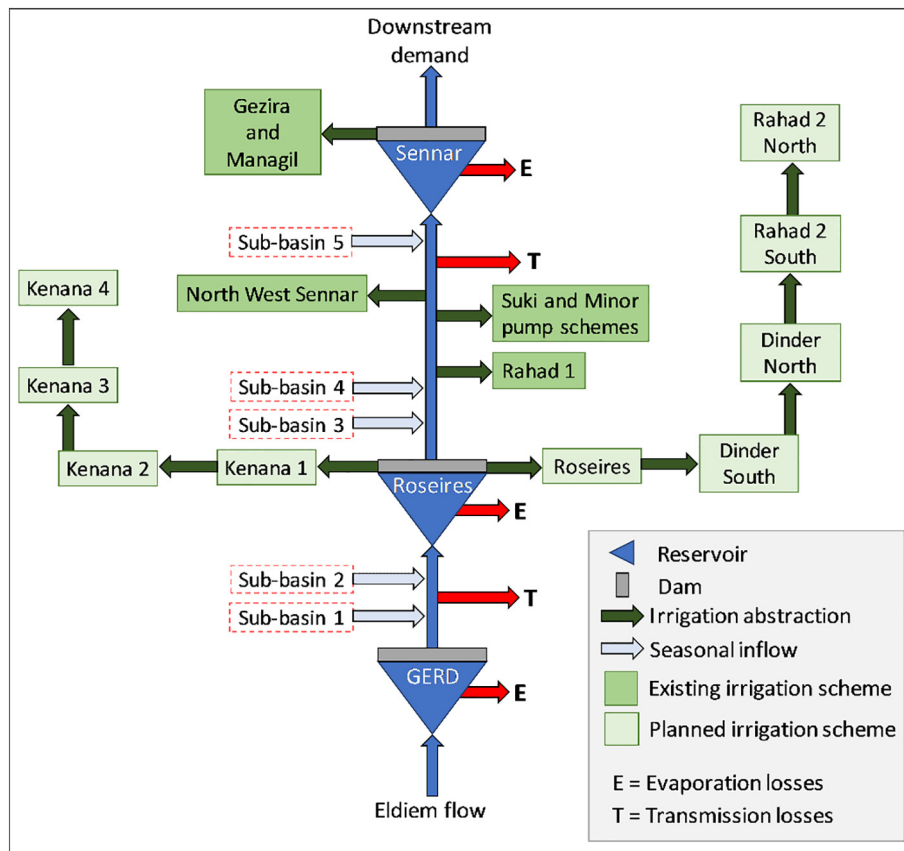 Downstream
demand
Gezira
and
Managil
Sennar
E
Rahad 2
North
Sub-basin 5
T
Rahad 2
South
Kenana 4
North West Sennar
Suki and Minor
pump schemes
Dinder
North
Kenana 3
Sub-basin 4
Rahad 1
Sub-basin 3
Kenana 2
Kenana 1
Roseires
Roseires
Dinder
South
E
Sub-basin 2
T
Sub-basin 1
GERD
E
Eldiem flow
Reservoir
Dam
Irrigation abstraction
Seasonal inflow
Existing irrigation scheme
Planned irrigation scheme
E = Evaporation losses
T = Transmission losses